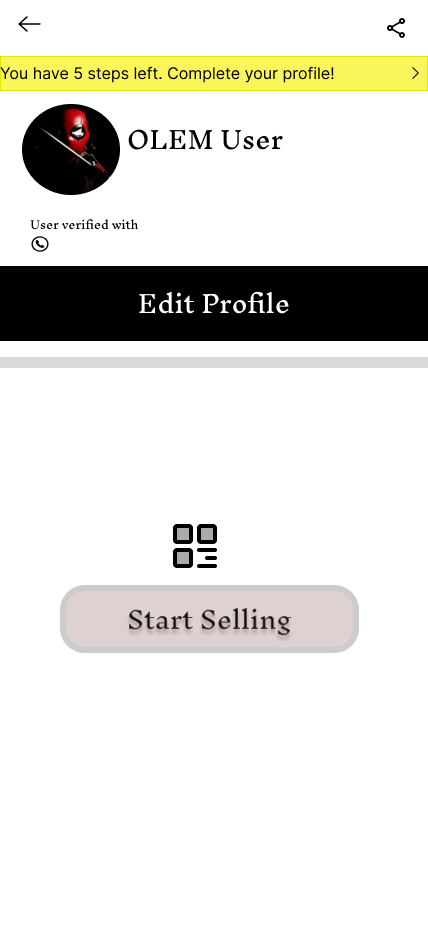 You have 5 steps left. Complete your profile!
OLEM User
User verified with
Edit Profile
Start Selling